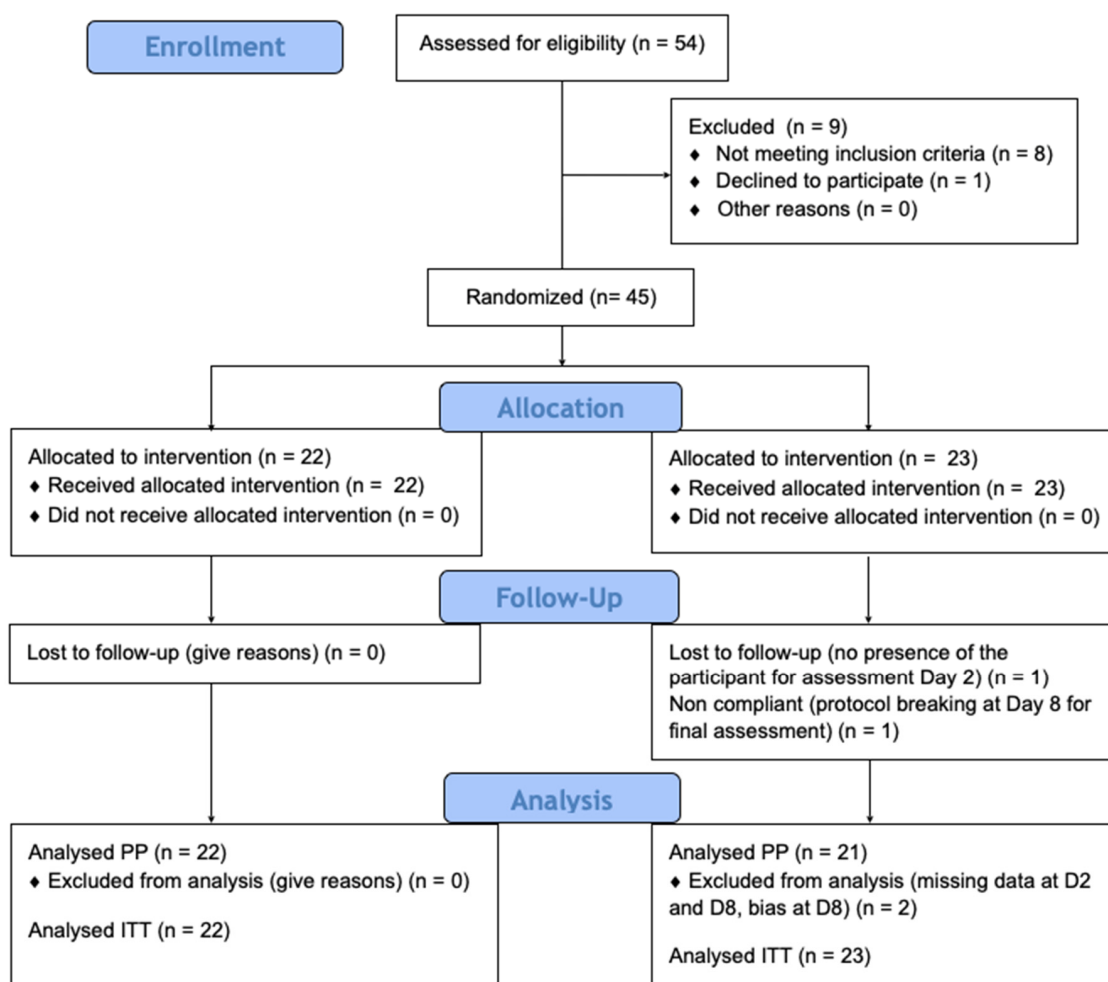 Enrollment
Assessed for eligibility (n = 54)
Excluded (n = 9)
♦ Not meeting inclusion criteria (n = 8)
♦ Declined to participate (n = 1)
♦ Other reasons (n = 0)
Randomized (n= 45)
Allocation
Allocated to intervention (n = 22)
♦ Received allocated intervention (n = 22)
♦ Did not receive allocated intervention (n = 0)
Allocated to intervention (n = 23)
♦ Received allocated intervention (n = 23)
♦ Did not receive allocated intervention (n = 0)
Follow-Up
Lost to follow-up (give reasons) (n = 0)
Lost to follow-up (no presence of the
participant for assessment Day 2) (n = 1)
Non compliant (protocol breaking at Day 8 for
final assessment) (n = 1)
Analysis
Analysed PP (n = 22)
♦ Excluded from analysis (give reasons) (n = 0)
Analysed ITT (n = 22)
Analysed PP (n = 21)
♦ Excluded from analysis (missing data at D2
and D8, bias at D8) (n = 2)
Analysed ITT (n = 23)